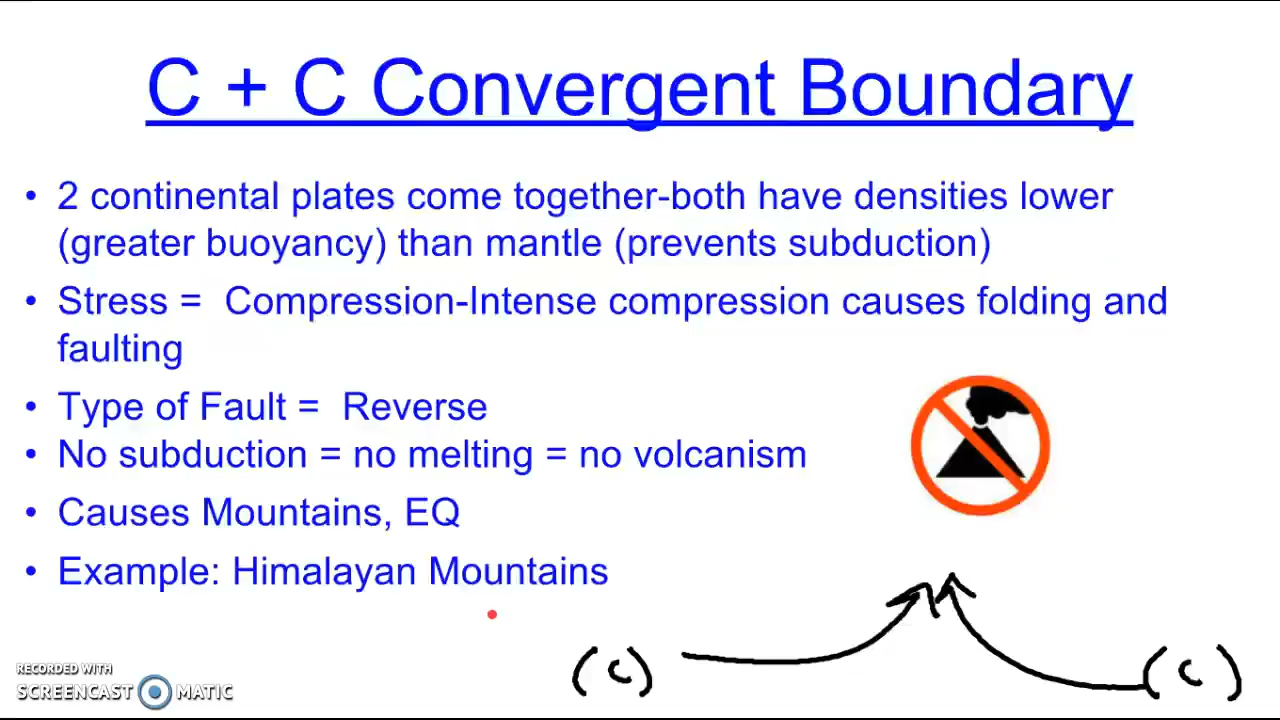 C + C Convergent Boundary
• 2 continental plates come together-both have densities lower
(greater buoyancy) than mantle (prevents subduction)
• Stress = Compression-Intense compression causes folding and
faulting
• Type of Fault = Reverse
• No subduction = no melting = no volcanism
• Causes Mountains, EQ
• Example: Himalayan Mountains
(C) (C)
RECORDED WITH
SCREENCAST MATIC